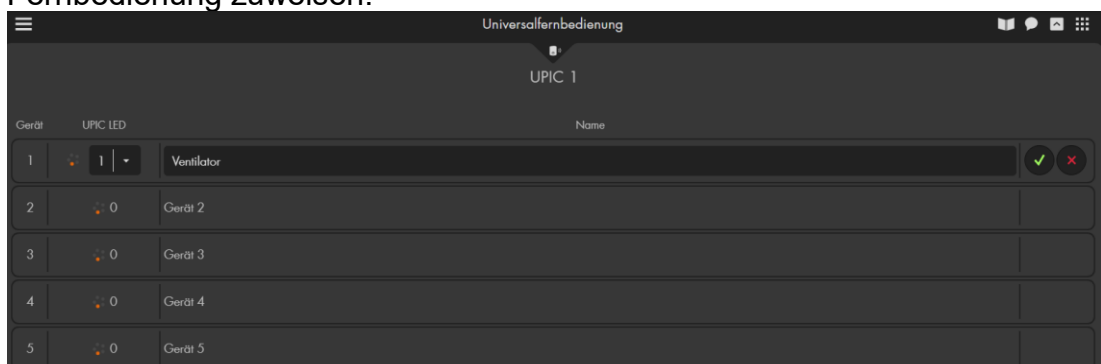 Fernbedienung zuweisen.
Universalfernbedienung
UPIC 1
Gerät UPIC LED Name
1 1 Ventilator
2 0 Gerät 2
3 0 Gerät 3
4 0 Gerät 4
5 0 Gerät 5